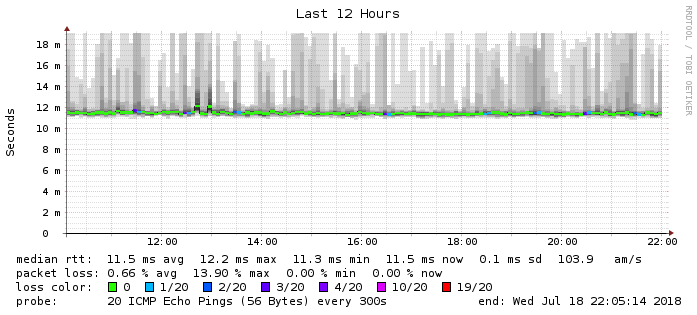 Last 12 Hours
RRDTOOL / TOBI OETIKER
Seconds
18 m
16 m
14 m
12 m
10 m
8 m
6 m
4 m
2 m
0
12:00 14:00 16:00 18:00 20:00 22:00
median rtt: 11.5 ms avg 12.2 ms max 11.3 ms min 11.5 ms now 0.1 ms sd 103.9 am/s
packet loss: 0.66 % avg 13.90 % max 0.00 % min 0.00 % now
loss color: 0 1/20 2/20 3/20 4/20 10/20 19/20
probe: 20 ICMP Echo Pings (56 Bytes) every 300s end: Wed Jul 18 22:05:14 2018